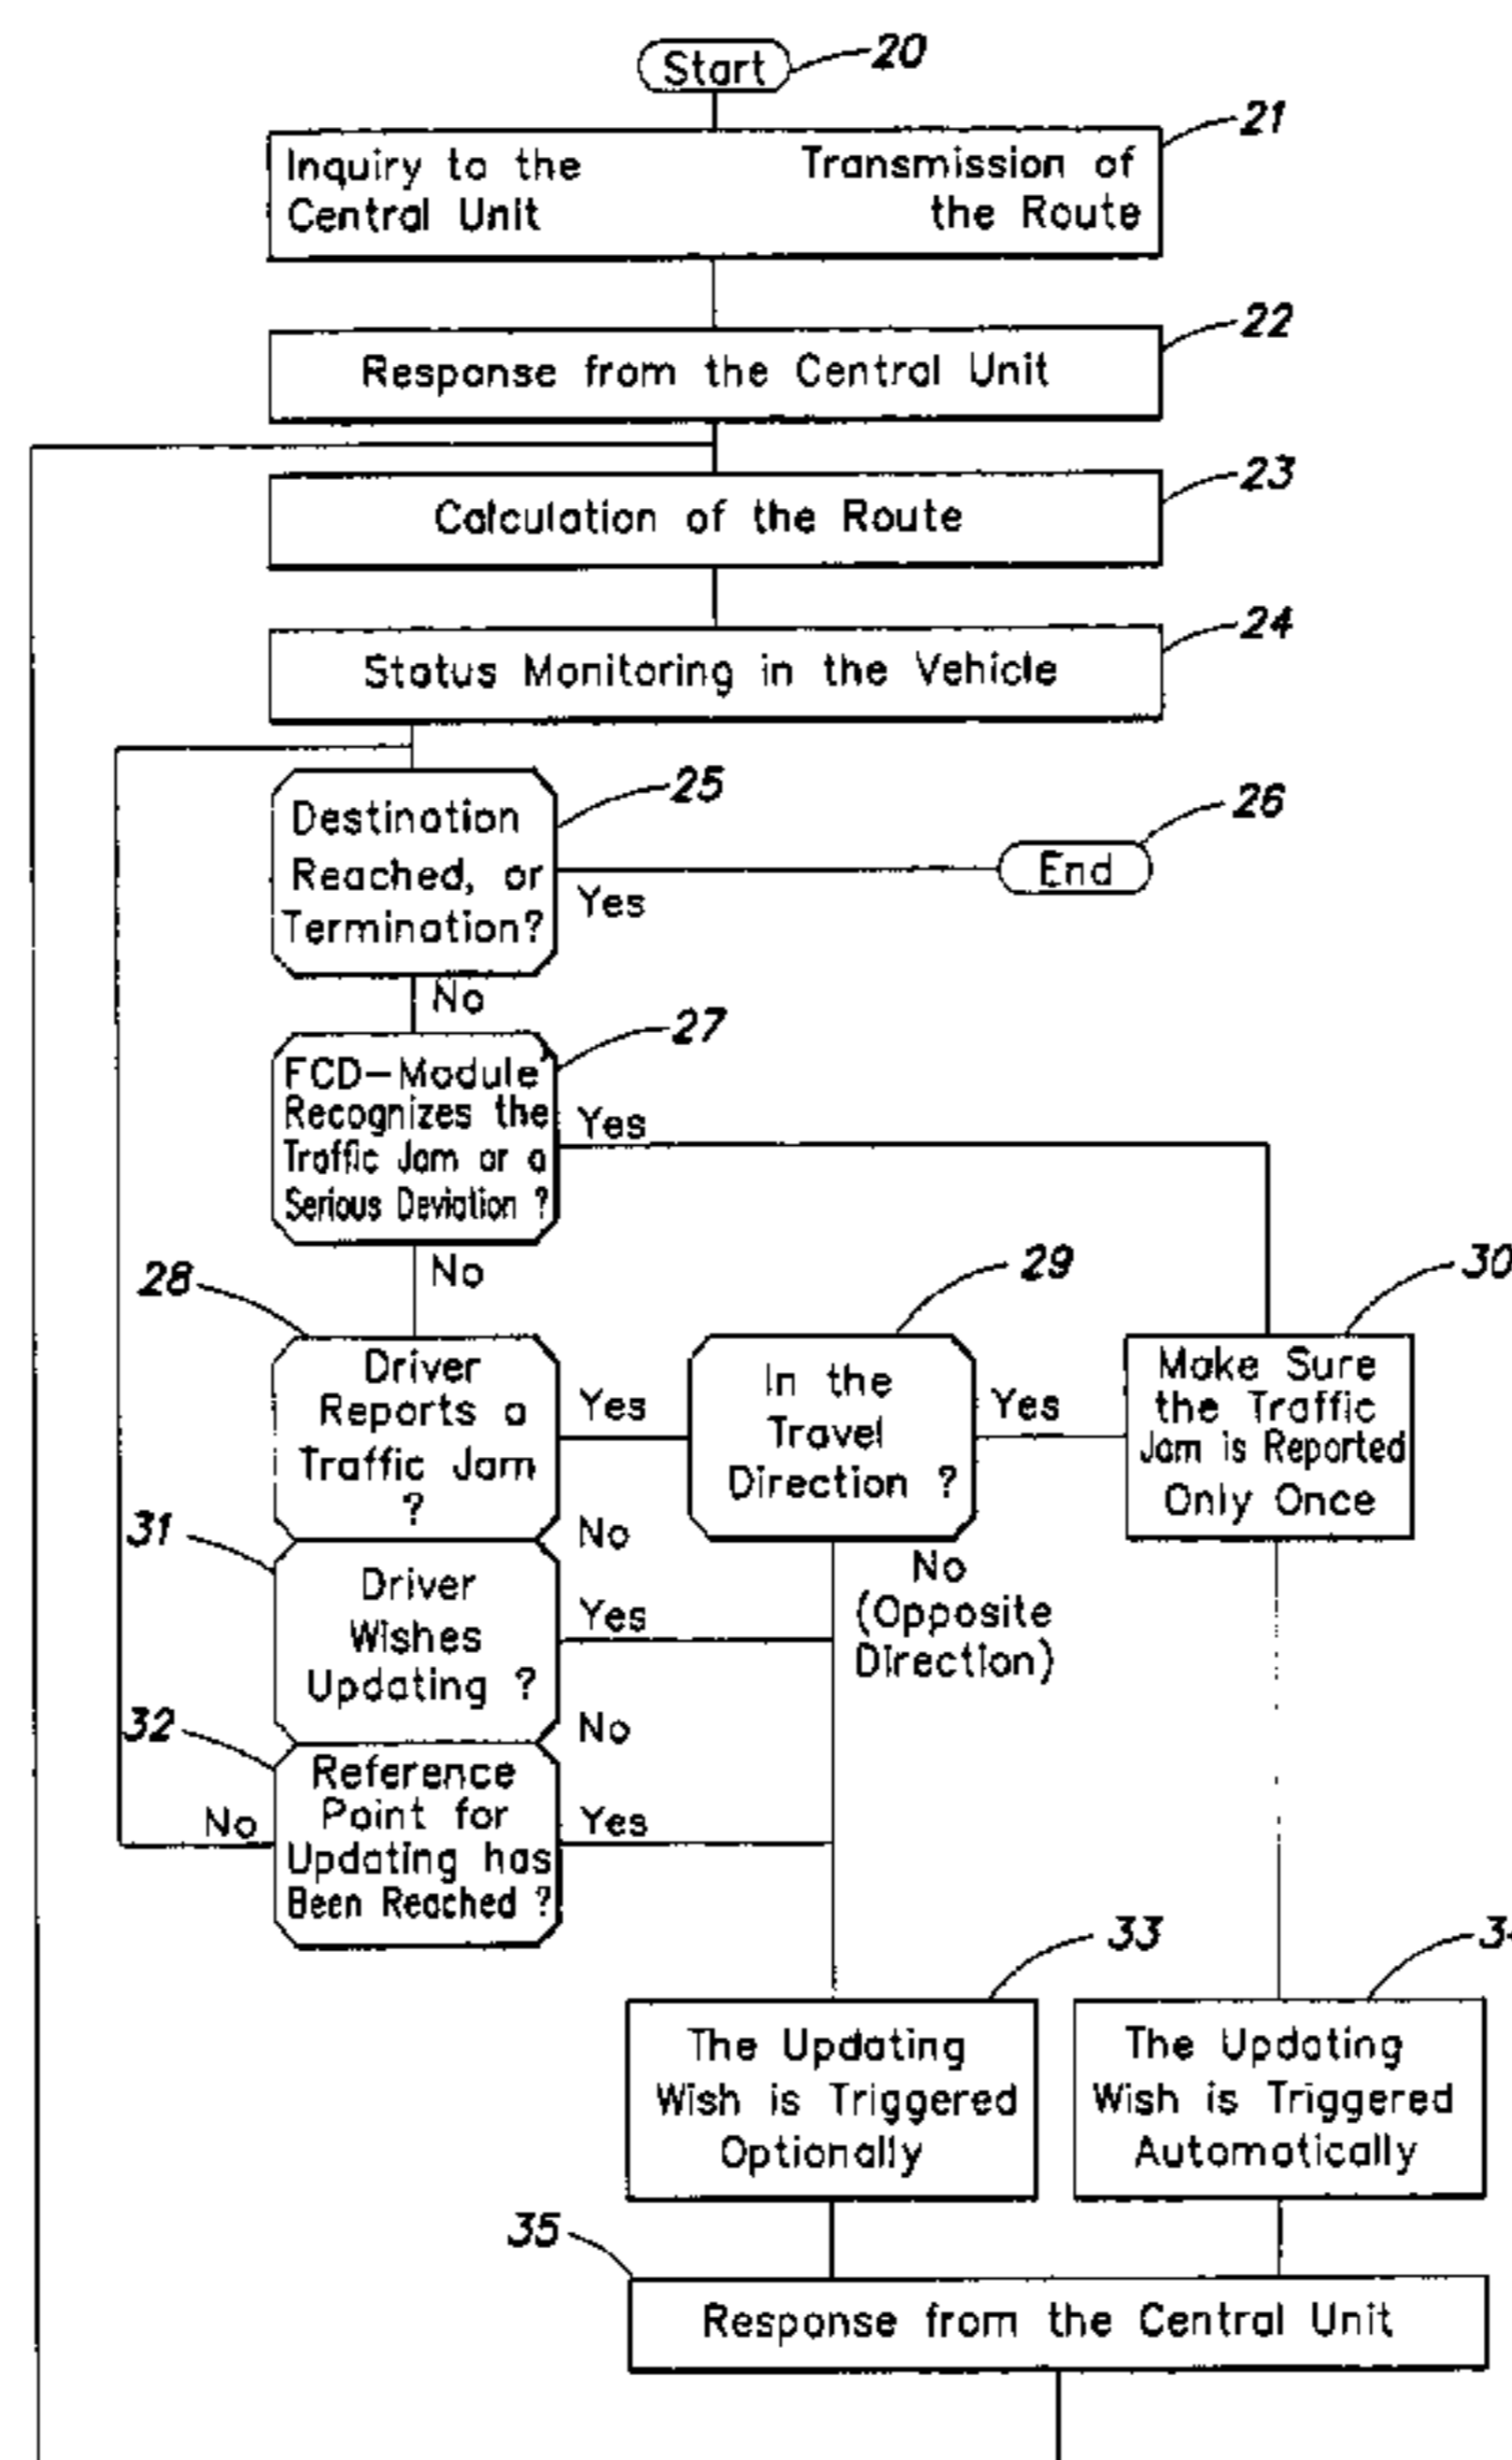 Start
20
21
Inquiry to the
Central Unit
Transmission of
the Route
22
Response from the Central Unit
23
Calculation of the Route
24
Status Monitoring in the Vehicle
25
Destination
Reached, or
Termination?
Yes
26
End
No
27
FCD-Module
Recognizes the
Traffic Jam or a
Serious Deviation ?
Yes
No
28
29
30
Driver
Reports a
Traffic Jam
?
Yes
In the
Travel
Direction ?
Yes
Make Sure
the Traffic
Jam is Reported
Only Once
31
No
No
(Opposite
Direction)
Driver
Wishes
Updating ?
Yes
32
No
Reference
Point for
Updating has
Been Reached ?
No
Yes
33
The Updating
Wish is Triggered
Optionally
The Updating
Wish is Triggered
Automatically
35
Response from the Central Unit